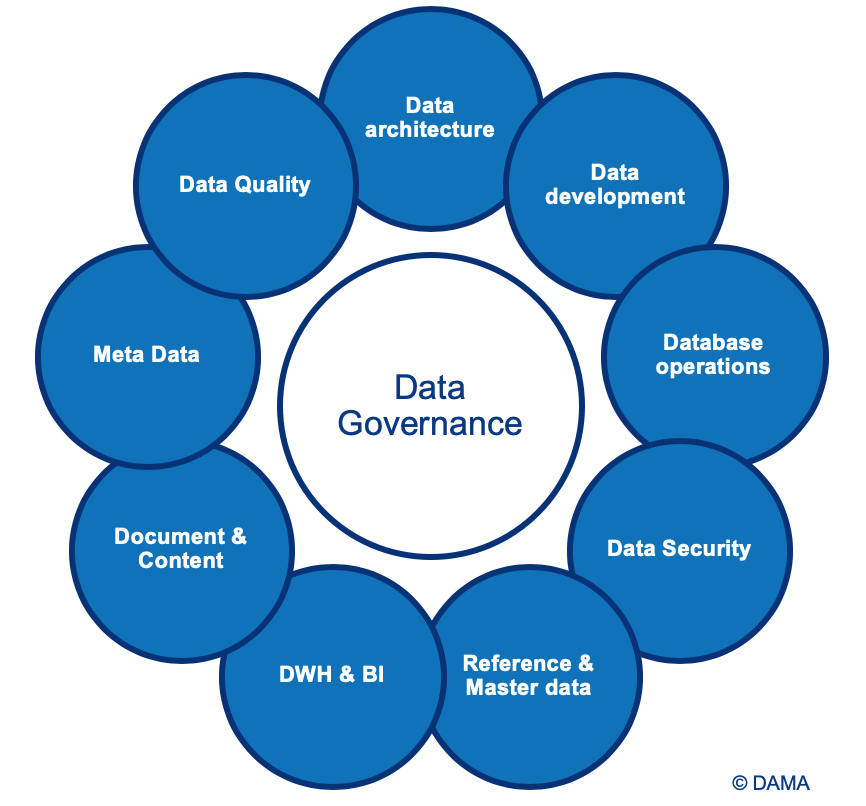 Data
architecture
Data
development
Database
operations
Data Security
Reference &
Master data
DWH & BI
Document &
Content
Meta Data
Data Quality
Data
Governance
© DAMA